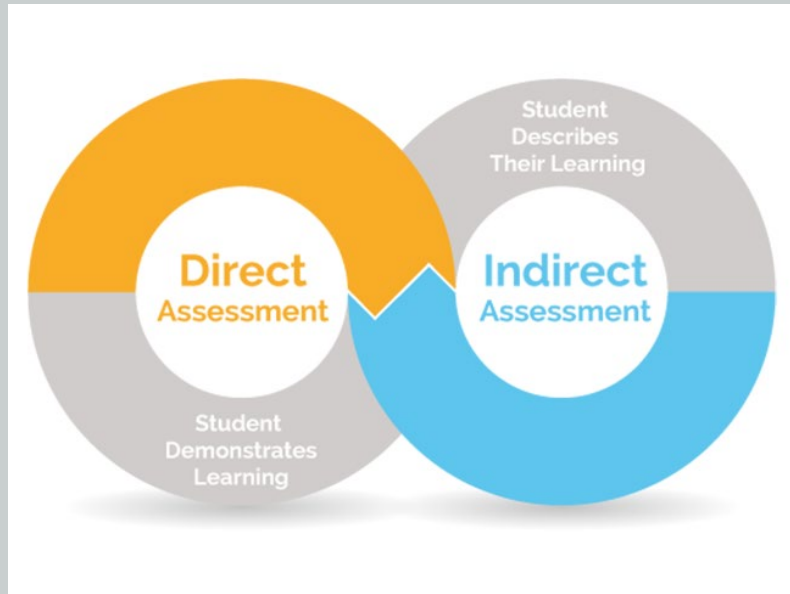 Direct
Assessment
Student
Demonstrates
Learning
Student
Describes
Their Learning
Indirect
Assessment